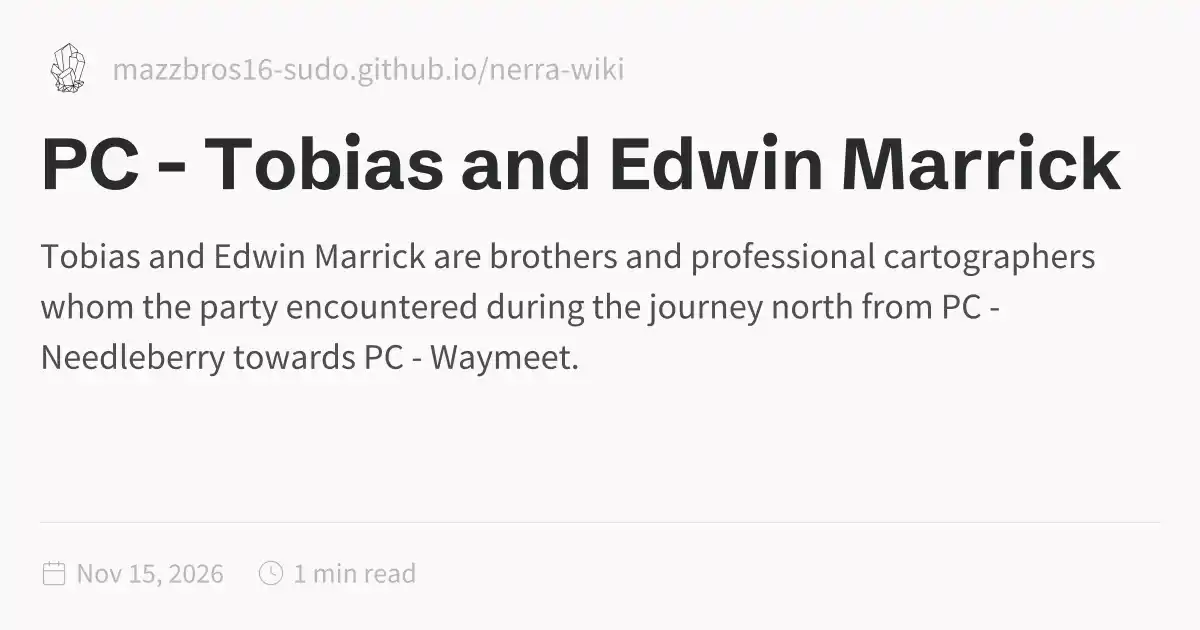 mazzbros16-sudo.github.io/nerra-wiki
PC - Tobias and Edwin Marrick
Tobias and Edwin Marrick are brothers and professional cartographers
whom the party encountered during the journey north from PC -
Needleberry towards PC - Waymeet.
Nov 15, 2026 1 min read